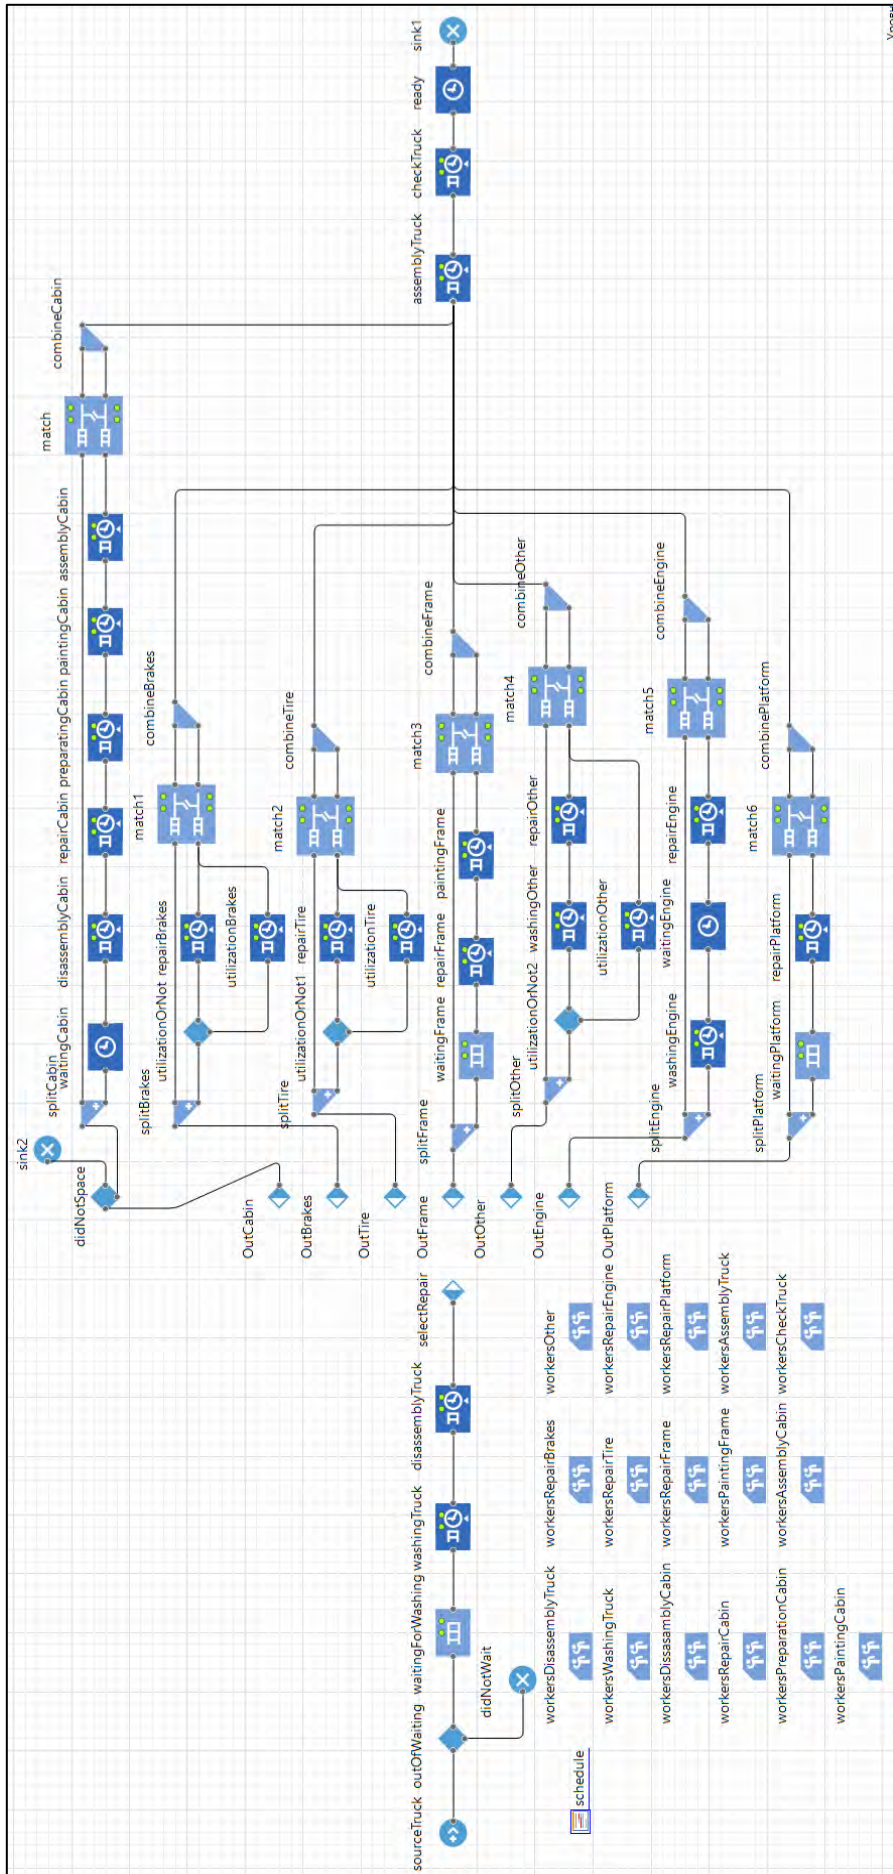 sourceTruck
outOfWaiting
waitingForWashing
washingTruck
disassemblyTruck
selectRepair
didNotWait
schedule
sink2
didNotSpace
OutCabin
OutBrakes
OutTire
OutFrame
OutOther
OutEngine
OutPlatform
splitCabin
waitingCabin
disassemblyCabin
repairCabin
preparatingCabin
paintingCabin
assemblyCabin
match
combineCabin
splitBrakes
utilizationOrNot
repairBrakes
utilizationBrakes
match1
combineBrakes
splitTire
utilizationOrNot1
repairTire
utilizationTire
match2
combineTire
splitFrame
waitingFrame
repairFrame
paintingFrame
match3
combineFrame
splitOther
utilizationOrNot2
washingOther
repairOther
utilizationOther
match4
combineOther
splitEngine
washingEngine
waitingEngine
repairEngine
match5
combineEngine
splitPlatform
waitingPlatform
repairPlatform
match6
combinePlatform
assemblyTruck
checkTruck
ready
sink1
workersDisassemblyTruck
workersRepairBrakes
workersOther
workersWashingTruck
workersRepairTire
workersRepairEngine
workersDissasamblyCabin
workersRepairFrame
workersRepairPlatform
workersRepairCabin
workersPaintingFrame
workersAssemblyTruck
workersPreparationCabin
workersAssemblyCabin
workersCheckTruck
workersPaintingCabin